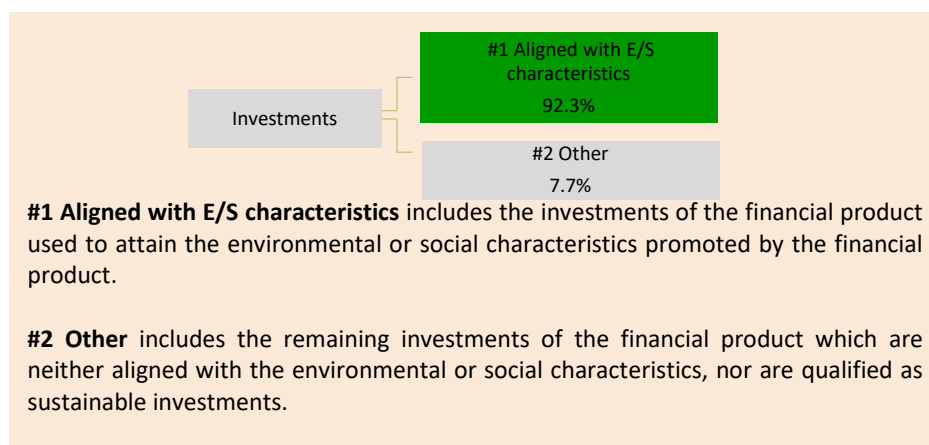 #1 Aligned with E/S
characteristics
92.3%
Investments
#2 Other
7.7%
#1 Aligned with E/S characteristics includes the investments of the financial product
used to attain the environmental or social characteristics promoted by the financial
product.
#2 Other includes the remaining investments of the financial product which are
neither aligned with the environmental or social characteristics, nor are qualified as
sustainable investments.